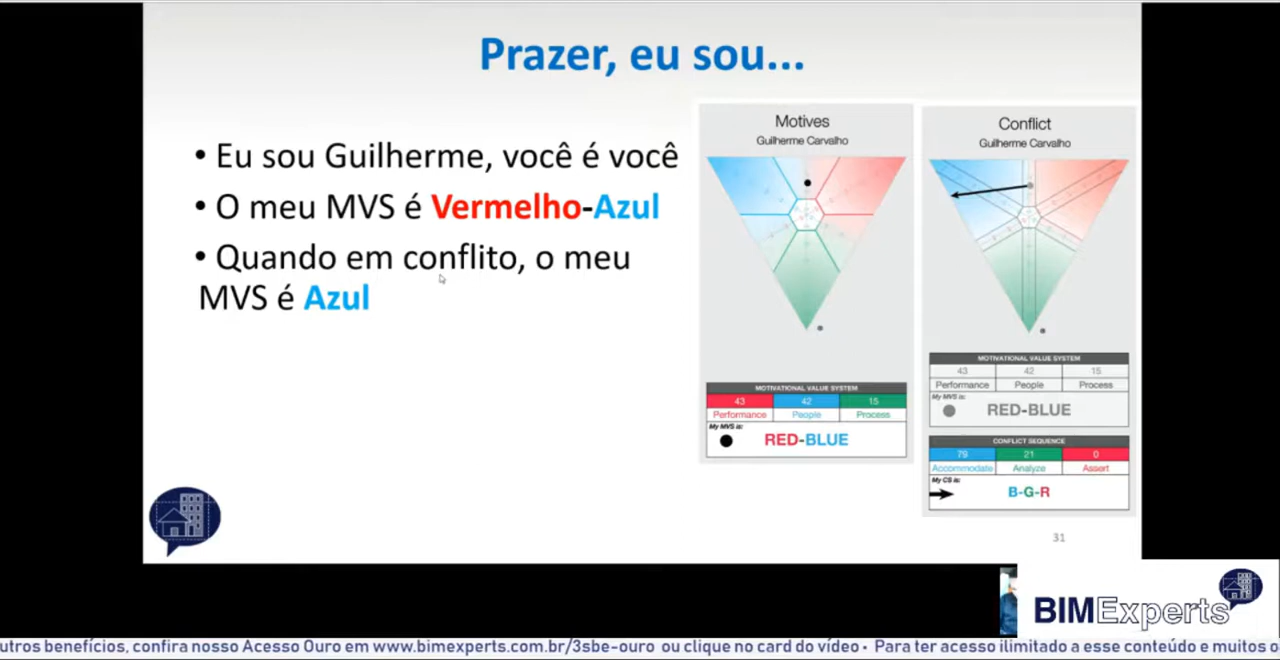 Prazer, eu sou...
• Eu sou Guilherme, você é você
• O meu MVS é Vermelho-Azul
• Quando em conflito, o meu
MVS é Azul
Motives
Guilherme Carvalho
MOTIVATIONAL VALUE SYSTEM
43 42 15
Performance People Process
My MVS is:
RED-BLUE
Conflict
Guilherme Carvalho
MOTIVATIONAL VALUE SYSTEM
43 42 15
Performance People Process
My MVS is:
RED-BLUE
CONFLICT SEQUENCE
79 21 0
Accommodate Analyze Assert
My CS is:
B-G-R
31
BIMExperts
utros benefícios, confira nosso Acesso Ouro em www.bimexperts.com.br/3sbe-ouro ou clique no card do vídeo • Para ter acesso ilimitado a esse conteúdo e muitos o